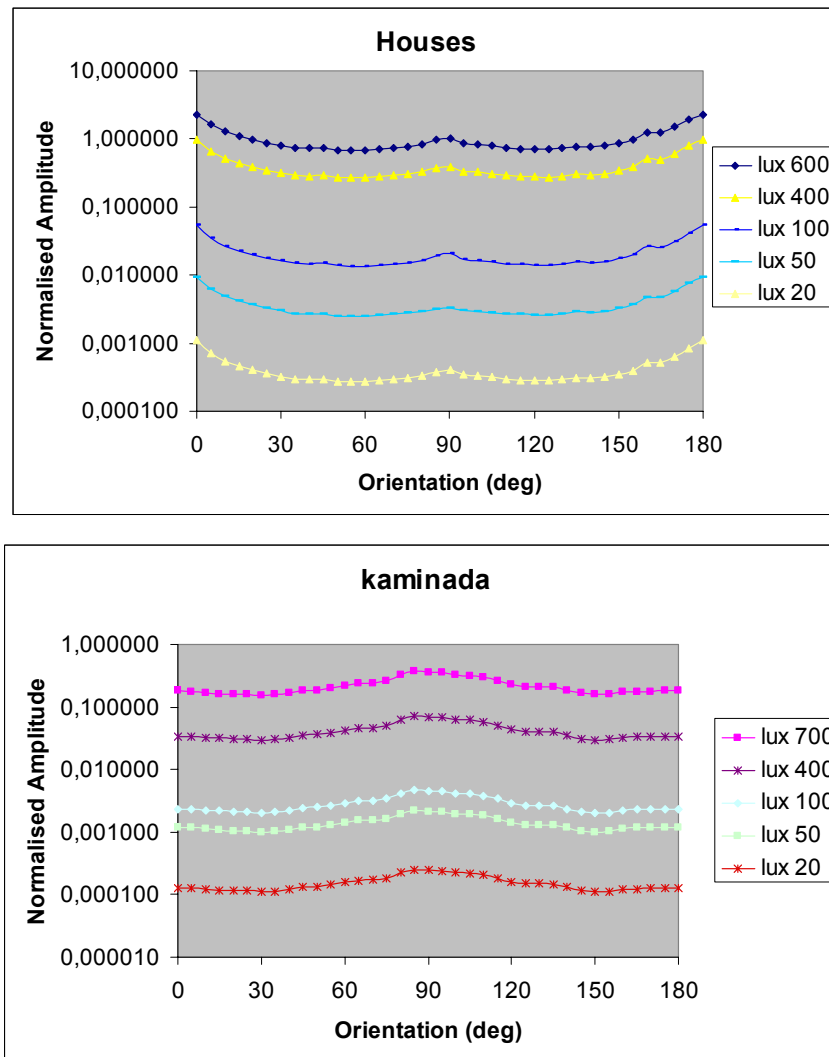 Houses
10,000000
1,000000
0,100000
0,010000
0,001000
0,000100
Normalised Amplitude
0 30 60 90 120 150 180
Orientation (deg)
lux 600
lux 400
lux 100
lux 50
lux 20
kaminada
1,000000
0,100000
0,010000
0,001000
0,000100
0,000010
Normalised Amplitude
0 30 60 90 120 150 180
Orientation (deg)
lux 700
lux 400
lux 100
lux 50
lux 20